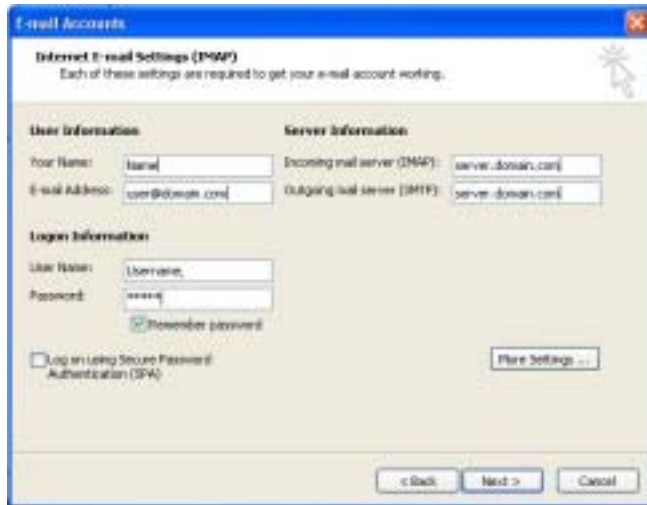 E-mail Accounts
Internet E-mail Settings (IMAP)
Each of these settings are required to get your e-mail account working.
User Information
Server Information
Your Name:
Name
Incoming mail server (IMAP):
server.domain.com
E-mail Address:
user@domain.com
Outgoing mail server (SMTP):
server.domain.com
Logon Information
User Name:
Username,
Password:
*****
Remember password
Log on using Secure Password
Authentication (SPA)
More Settings ...
< Back
Next >
Cancel